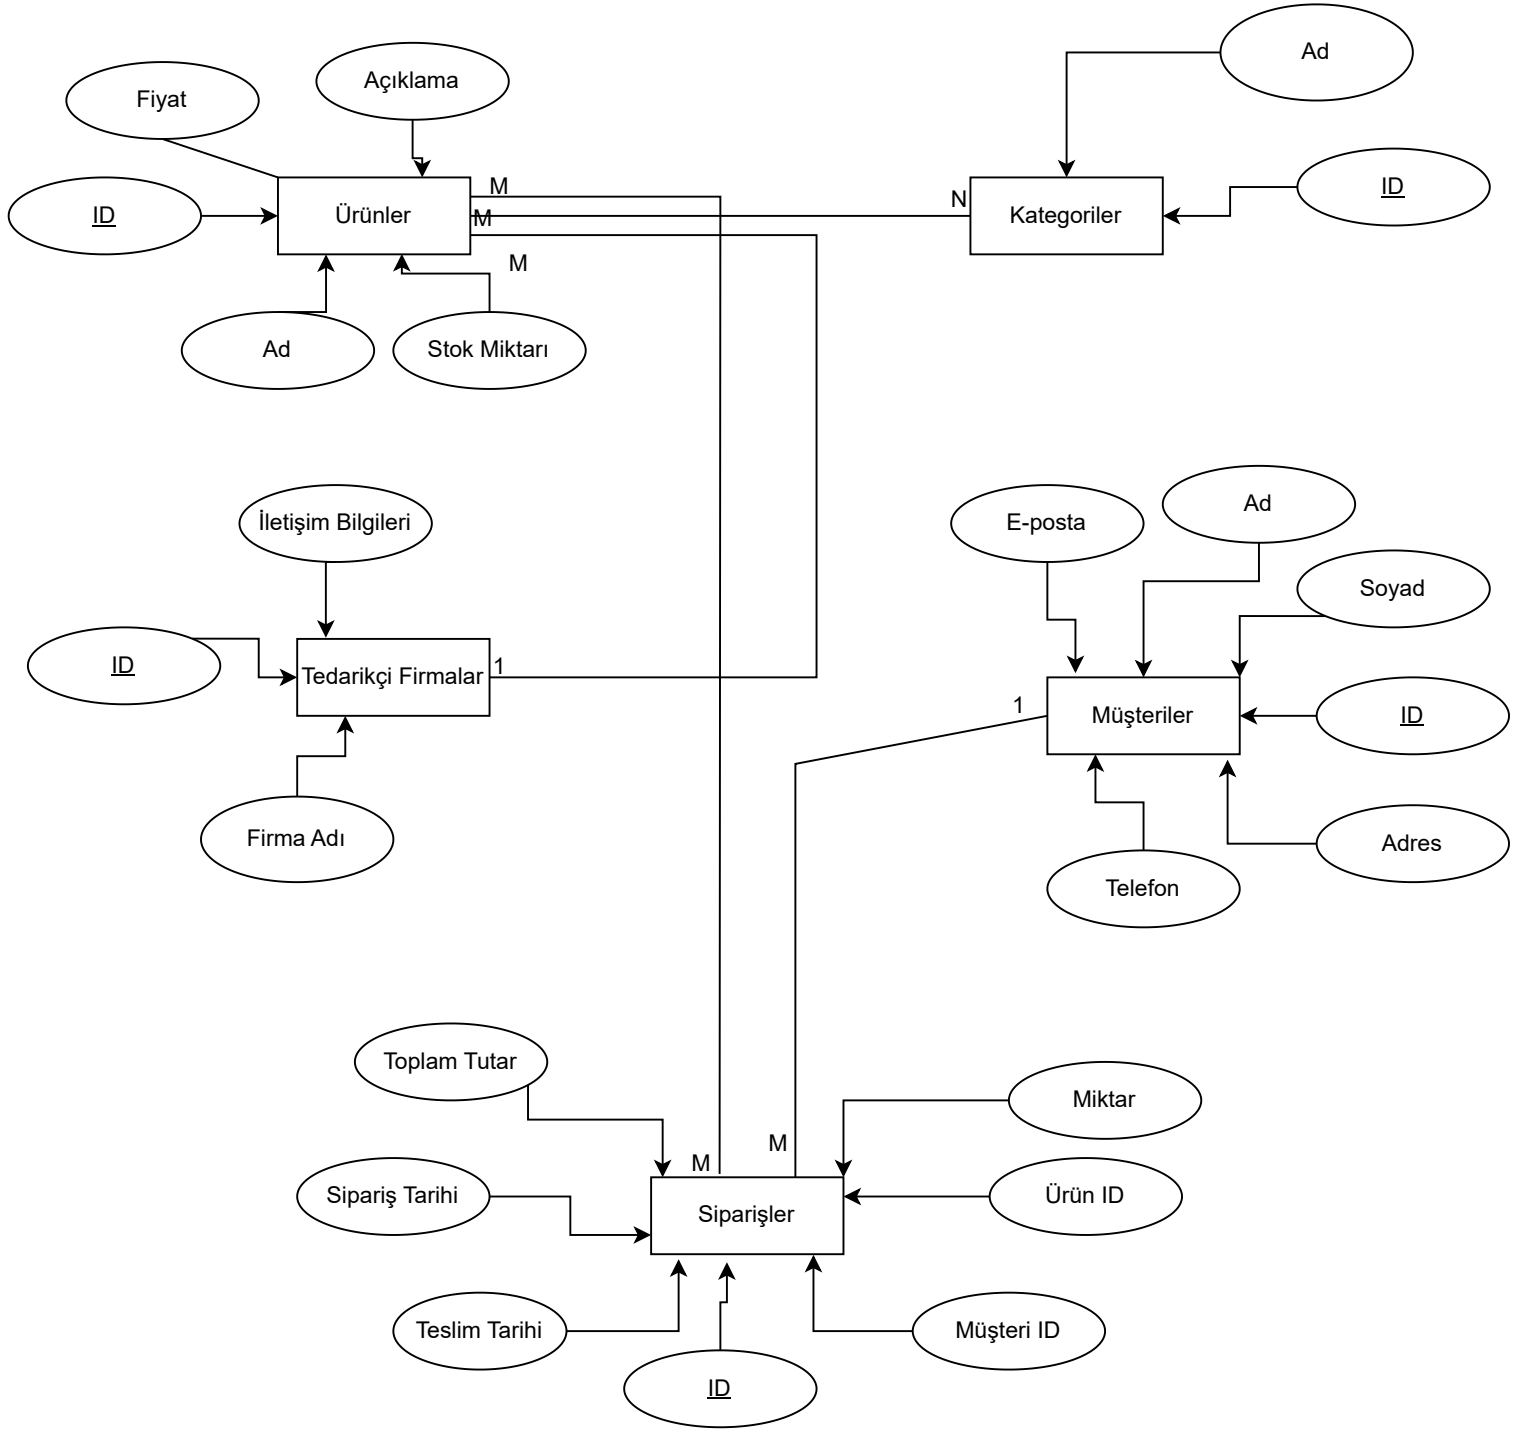 Ad
Açıklama
Fiyat
M
ID
N
ID
Ürünler
M
Kategoriler
M
Ad
Stok Miktarı
Ad
İletişim Bilgileri
E-posta
Soyad
ID
Tedarikçi Firmalar
1
1
Müşteriler
ID
Firma Adı
Adres
Telefon
Toplam Tutar
Miktar
M
M
Sipariş Tarihi
Ürün ID
Siparişler
Teslim Tarihi
Müşteri ID
ID